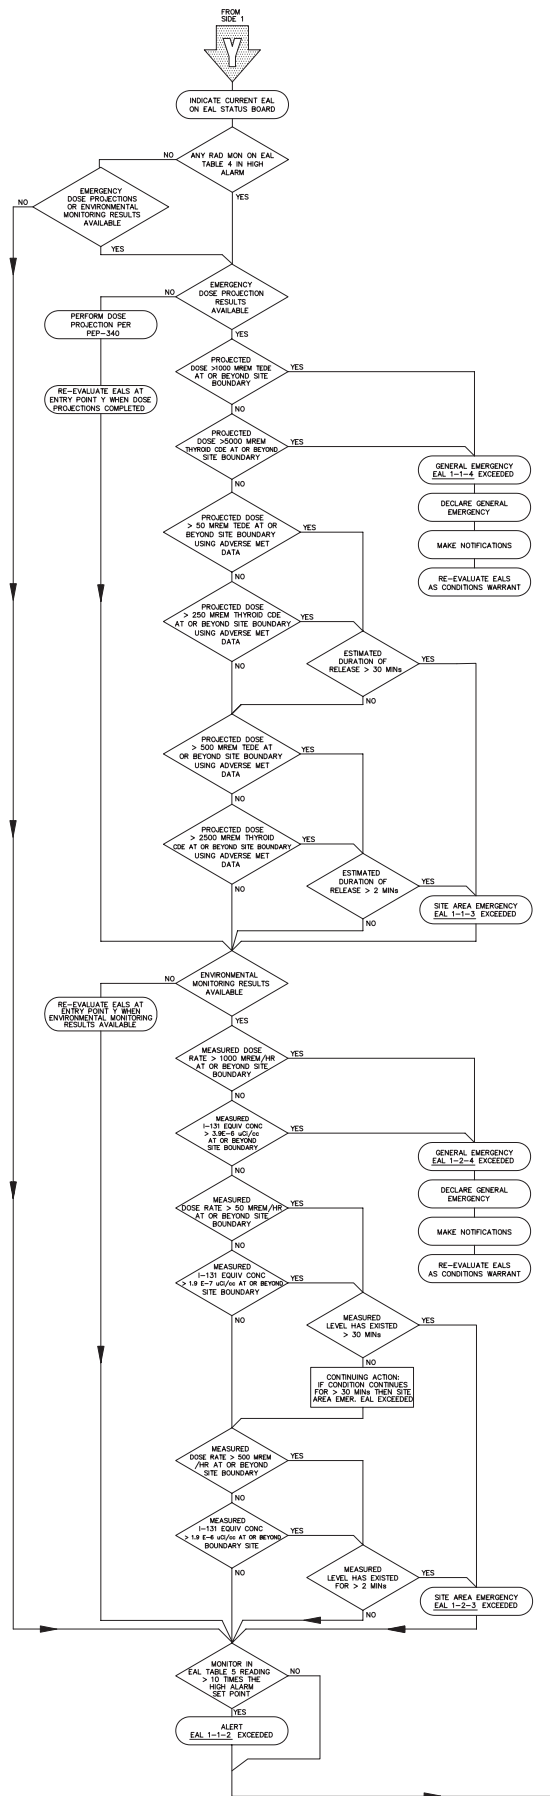 FROM
SIDE 1
Y
INDICATE CURRENT EAL
ON EAL STATUS BOARD
NO
ANY RAD MON ON EAL
TABLE 4 IN HIGH
ALARM
YES
NO
EMERGENCY
DOSE PROJECTIONS
OR ENVIRONMENTAL
MONITORING RESULTS
AVAILABLE
YES
NO
EMERGENCY
DOSE PROJECTION
RESULTS
AVAILABLE
YES
PERFORM DOSE
PROJECTION PER
PEP-340
RE-EVALUATE EALS AT
ENTRY POINT Y WHEN DOSE
PROJECTIONS COMPLETED
PROJECTED
DOSE >1000 MREM TEDE
AT OR BEYOND SITE
BOUNDARY
YES
NO
PROJECTED
DOSE >5000 MREM
THYROID CDE AT OR BEYOND
SITE BOUNDARY
YES
NO
GENERAL EMERGENCY
EAL 1-1-4 EXCEEDED
DECLARE GENERAL
EMERGENCY
MAKE NOTIFICATIONS
RE-EVALUATE EALS
AS CONDITIONS WARRANT
PROJECTED DOSE
> 50 MREM TEDE AT OR
BEYOND SITE BOUNDARY
USING ADVERSE MET
DATA
YES
NO
PROJECTED DOSE
> 250 MREM THYROID CDE
AT OR BEYOND SITE BOUNDARY
USING ADVERSE MET
DATA
YES
NO
ESTIMATED
DURATION OF
RELEASE > 30 MINs
YES
NO
PROJECTED DOSE
> 500 MREM TEDE AT
OR BEYOND SITE BOUNDARY
USING ADVERSE MET
DATA
YES
NO
PROJECTED DOSE
> 2500 MREM THYROID
CDE AT OR BEYOND SITE BOUNDARY
USING ADVERSE MET
DATA
YES
NO
ESTIMATED
DURATION OF
RELEASE > 2 MINs
YES
NO
SITE AREA EMERGENCY
EAL 1-1-3 EXCEEDED
NO
ENVIRONMENTAL
MONITORING RESULTS
AVAILABLE
YES
RE-EVALUATE EALS AT
ENTRY POINT Y WHEN
ENVIRONMENTAL MONITORING
RESULTS AVAILABLE
MEASURED DOSE
RATE > 1000 MREM/HR
AT OR BEYOND SITE
BOUNDARY
YES
NO
MEASURED
I-131 EQUIV CONC
> 3.9E-6 uCi/cc
AT OR BEYOND
SITE BOUNDARY
YES
NO
GENERAL EMERGENCY
EAL 1-2-4 EXCEEDED
DECLARE GENERAL
EMERGENCY
MAKE NOTIFICATIONS
RE-EVALUATE EALS
AS CONDITIONS WARRANT
MEASURED
DOSE RATE > 50 MREM/HR
AT OR BEYOND SITE
BOUNDARY
YES
NO
MEASURED
I-131 EQUIV CONC
> 1.9 E-7 uCi/cc AT OR BEYOND
SITE BOUNDARY
YES
NO
MEASURED
LEVEL HAS EXISTED
> 30 MINs
YES
NO
CONTINUING ACTION:
IF CONDITION CONTINUES
FOR > 30 MINs THEN SITE
AREA EMER. EAL EXCEEDED
MEASURED
DOSE RATE > 500 MREM
/HR AT OR BEYOND
SITE BOUNDARY
YES
NO
MEASURED
I-131 EQUIV CONC
> 1.9 E-6 uCi/cc AT OR BEYOND
BOUNDARY SITE
YES
NO
MEASURED
LEVEL HAS EXISTED
FOR > 2 MINs
YES
NO
SITE AREA EMERGENCY
EAL 1-2-3 EXCEEDED
MONITOR IN
EAL TABLE 5 READING
> 10 TIMES THE
HIGH ALARM
SET POINT
NO
YES
ALERT
EAL 1-1-2 EXCEEDED